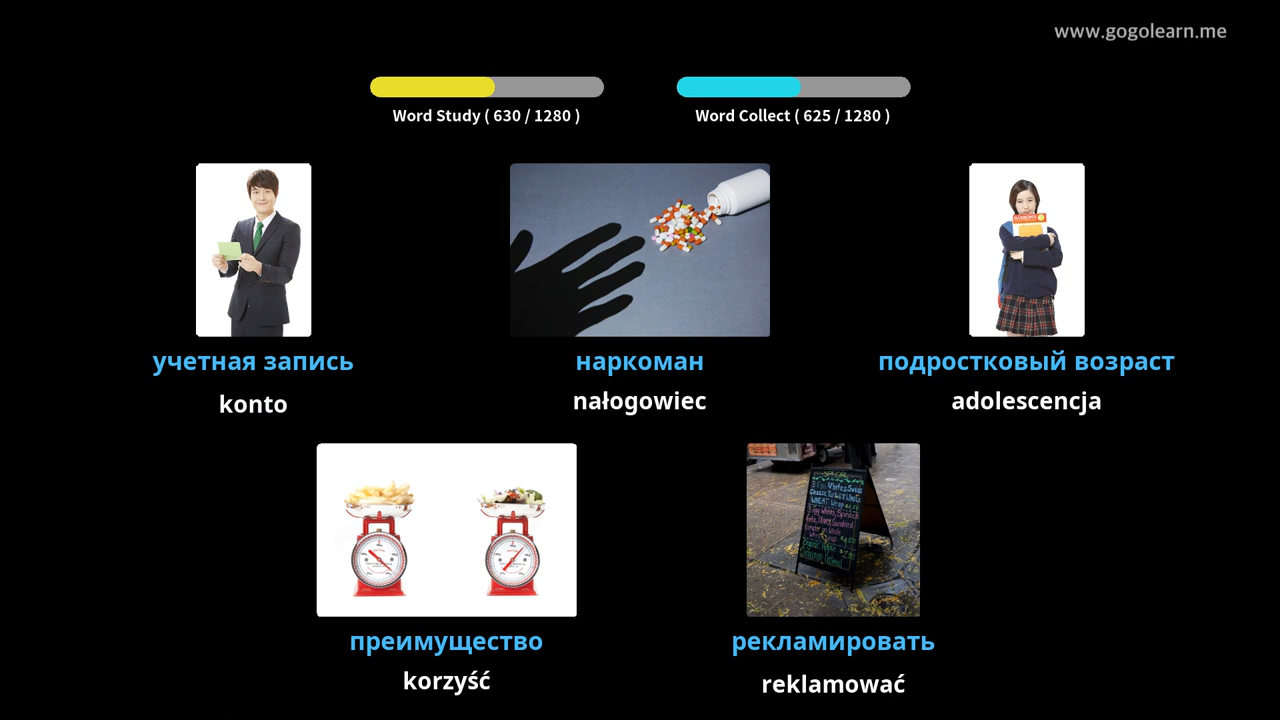 www.gogolearn.me
Word Study ( 630 / 1280 )
Word Collect ( 625 / 1280 )
учетная запись
konto
наркоман
nałogowiec
подростковый возраст
adolescencja
преимущество
korzyść
рекламировать
reklamować